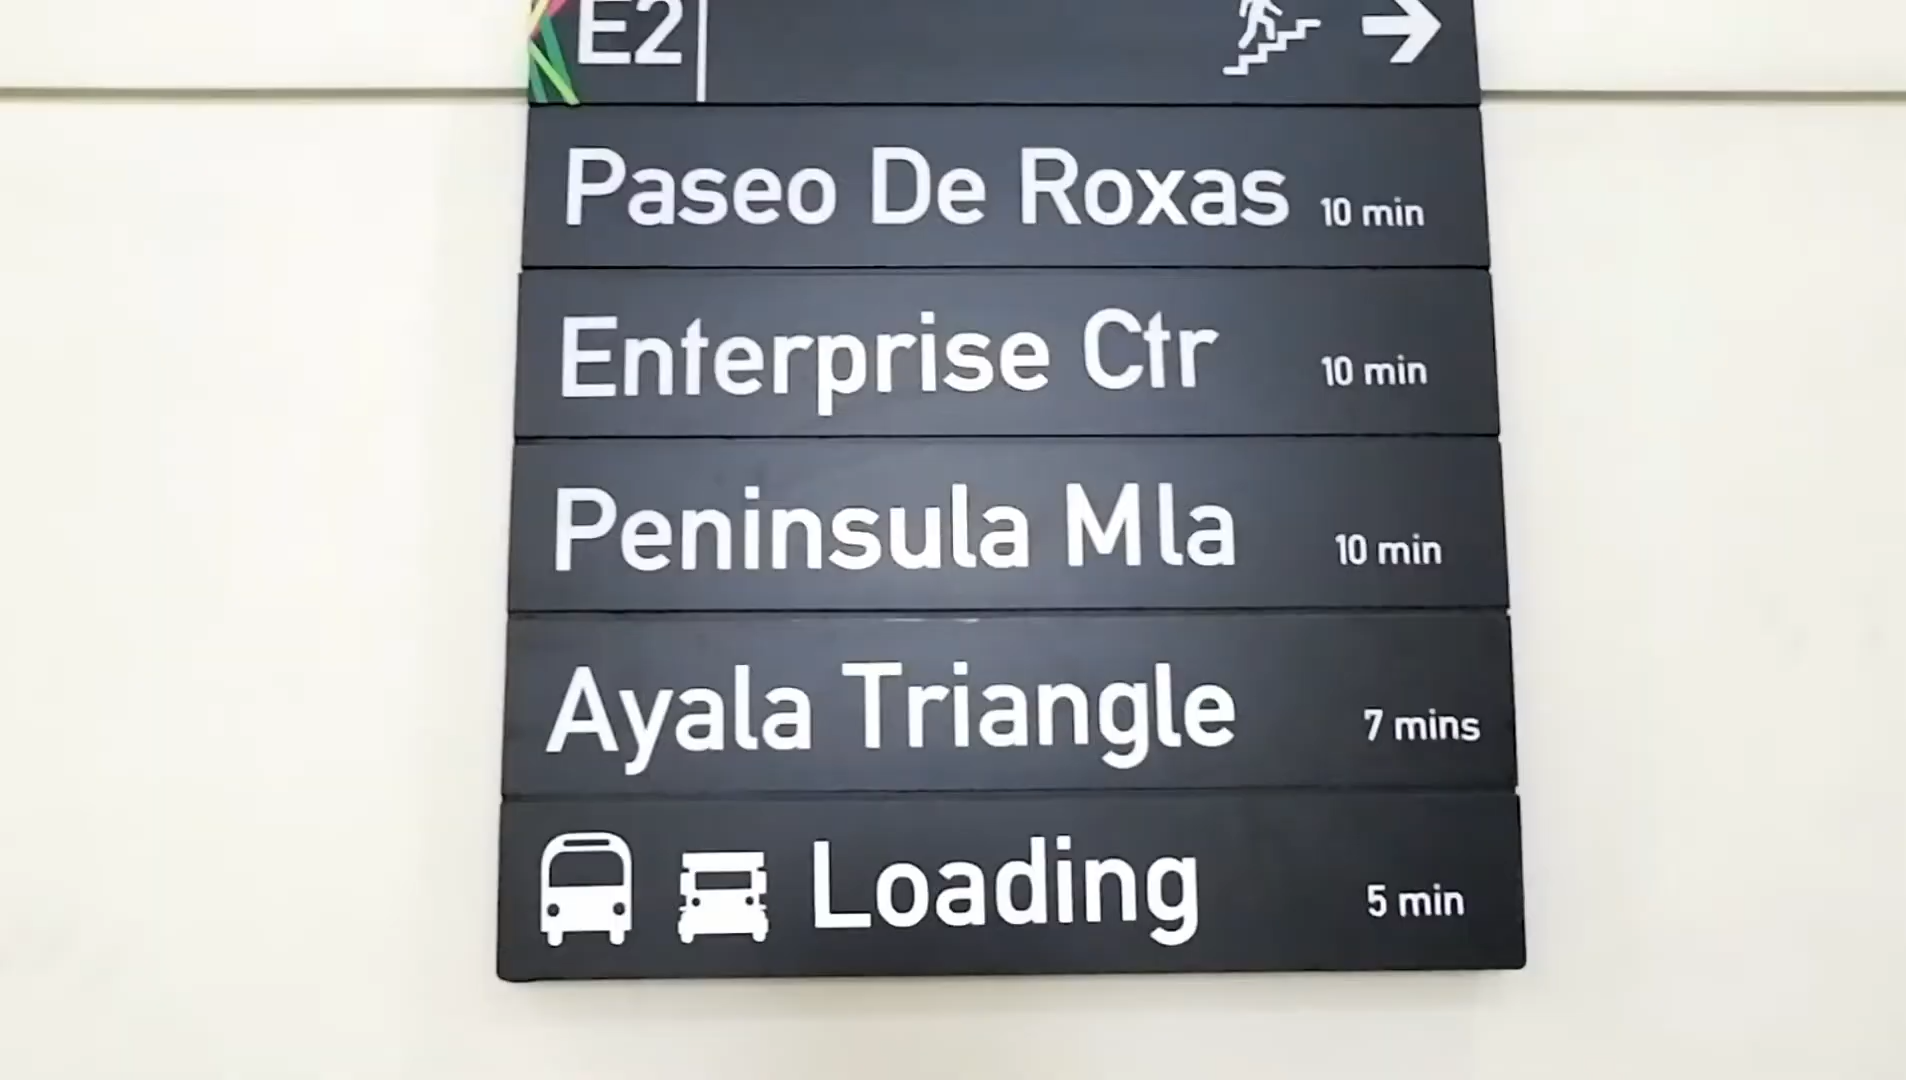 E2
Paseo De Roxas 10 min
Enterprise Ctr 10 min
Peninsula Mla 10 min
Ayala Triangle 7 mins
Loading 5 min